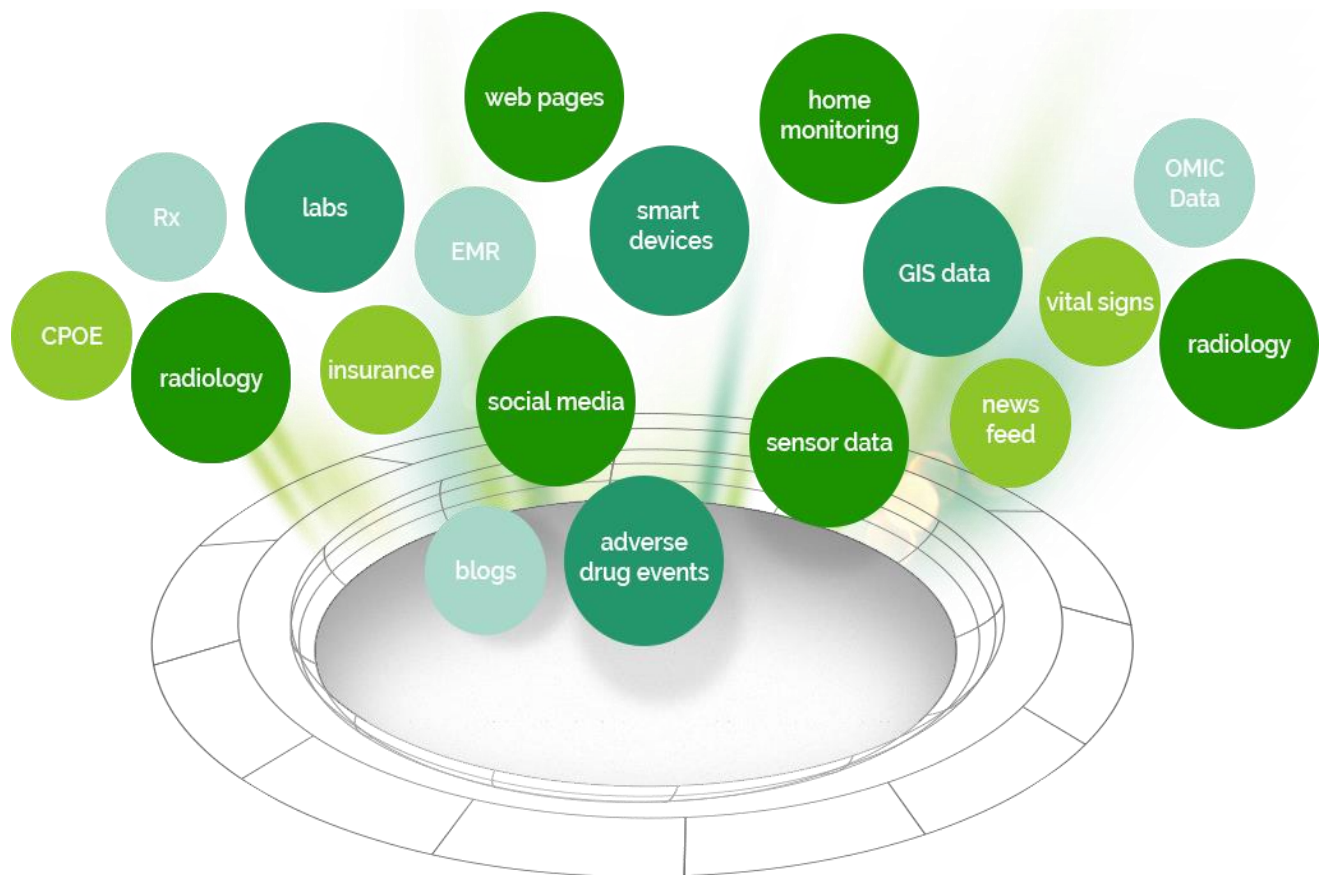 web pages
home
monitoring
OMIC
Data
Rx
labs
smart
devices
EMR
GIS data
vital signs
CPOE
radiology
insurance
radiology
social media
news
feed
sensor data
adverse
drug events
blogs